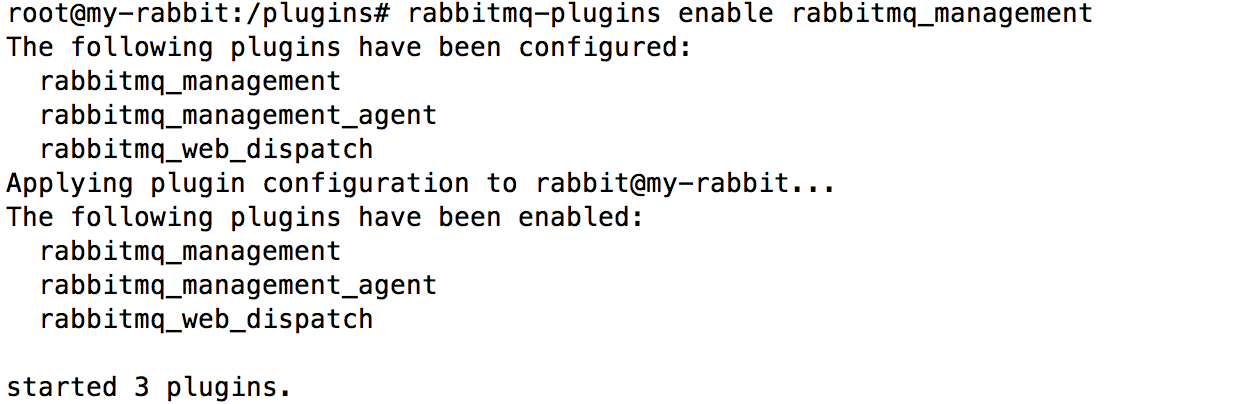 root@my-rabbit:/plugins# rabbitmq-plugins enable rabbitmq_management
The following plugins have been configured:
  rabbitmq_management
  rabbitmq_management_agent
  rabbitmq_web_dispatch
Applying plugin configuration to rabbit@my-rabbit...
The following plugins have been enabled:
  rabbitmq_management
  rabbitmq_management_agent
  rabbitmq_web_dispatch

started 3 plugins.